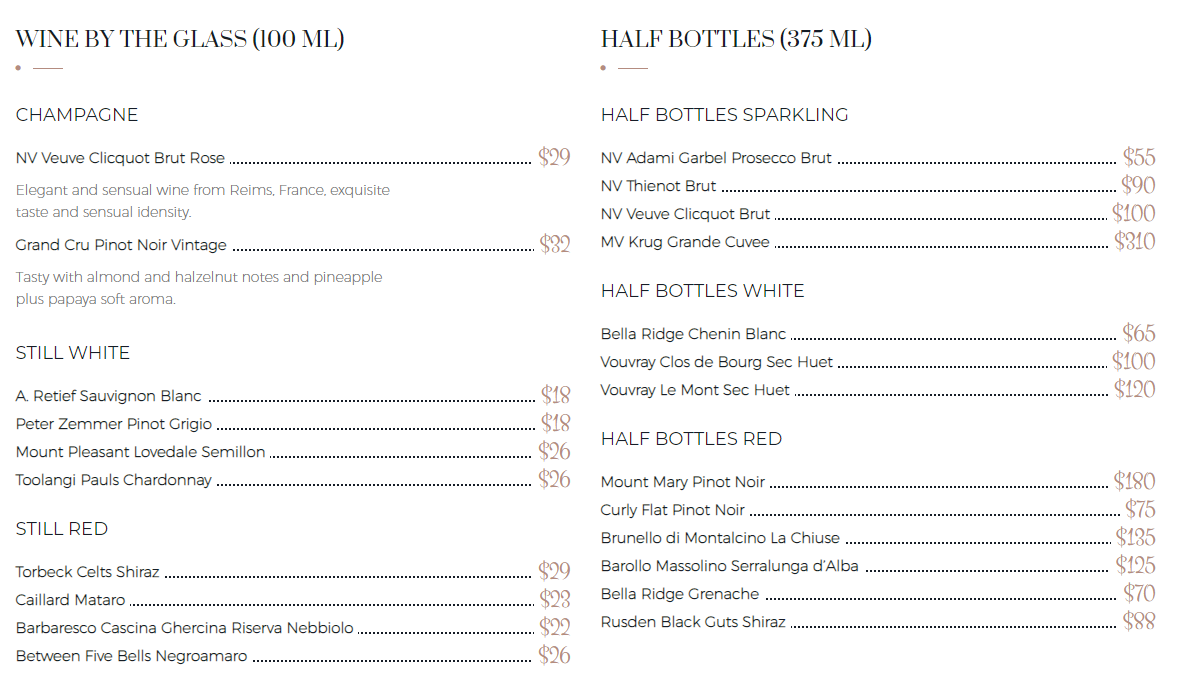 WINE BY THE GLASS (100 ML)
CHAMPAGNE
NV Veuve Clicquot Brut Rose $29
Elegant and sensual wine from Reims, France, exquisite
taste and sensual idensity.
Grand Cru Pinot Noir Vintage $32
Tasty with almond and halzelnut notes and pineapple
plus papaya soft aroma.
STILL WHITE
A. Retief Sauvignon Blanc $18
Peter Zemmer Pinot Grigio $18
Mount Pleasant Lovedale Semillon $26
Toolangi Pauls Chardonnay $26
STILL RED
Torbeck Celts Shiraz $29
Caillard Mataro $23
Barbaresco Cascina Ghercina Riserva Nebbiolo $22
Between Five Bells Negroamaro $26
HALF BOTTLES (375 ML)
HALF BOTTLES SPARKLING
NV Adami Garbel Prosecco Brut $55
NV Thienot Brut $90
NV Veuve Clicquot Brut $100
MV Krug Grande Cuvee $310
HALF BOTTLES WHITE
Bella Ridge Chenin Blanc $65
Vouvray Clos de Bourg Sec Huet $100
Vouvray Le Mont Sec Huet $120
HALF BOTTLES RED
Mount Mary Pinot Noir $180
Curly Flat Pinot Noir $75
Brunello di Montalcino La Chiuse $135
Barollo Massolino Serralunga d'Alba $125
Bella Ridge Grenache $70
Rusden Black Guts Shiraz $88